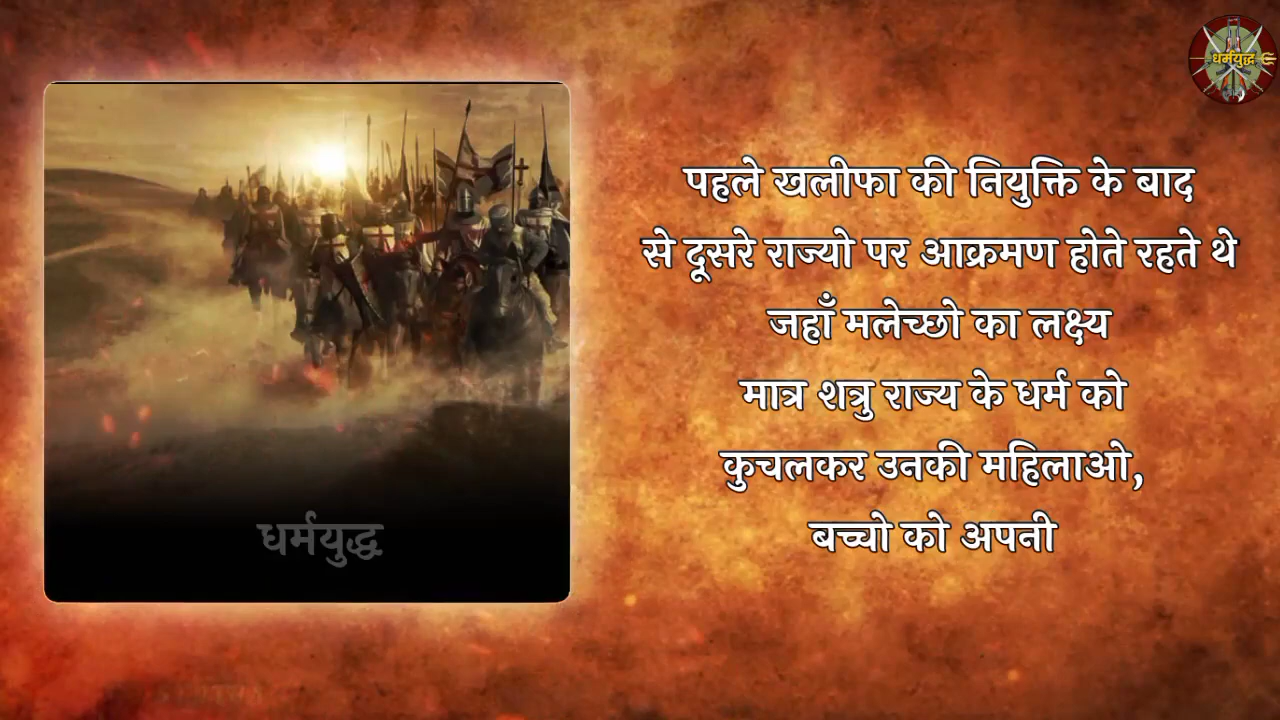 धर्मयुद्ध
पहले खलीफा की नियुक्ति के बाद
से दूसरे राज्यो पर आक्रमण होते रहते थे
जहाँ मलेच्छो का लक्ष्य
मात्र शत्रु राज्य के धर्म को
कुचलकर उनकी महिलाओ,
बच्चो को अपनी
धर्मयुद्ध